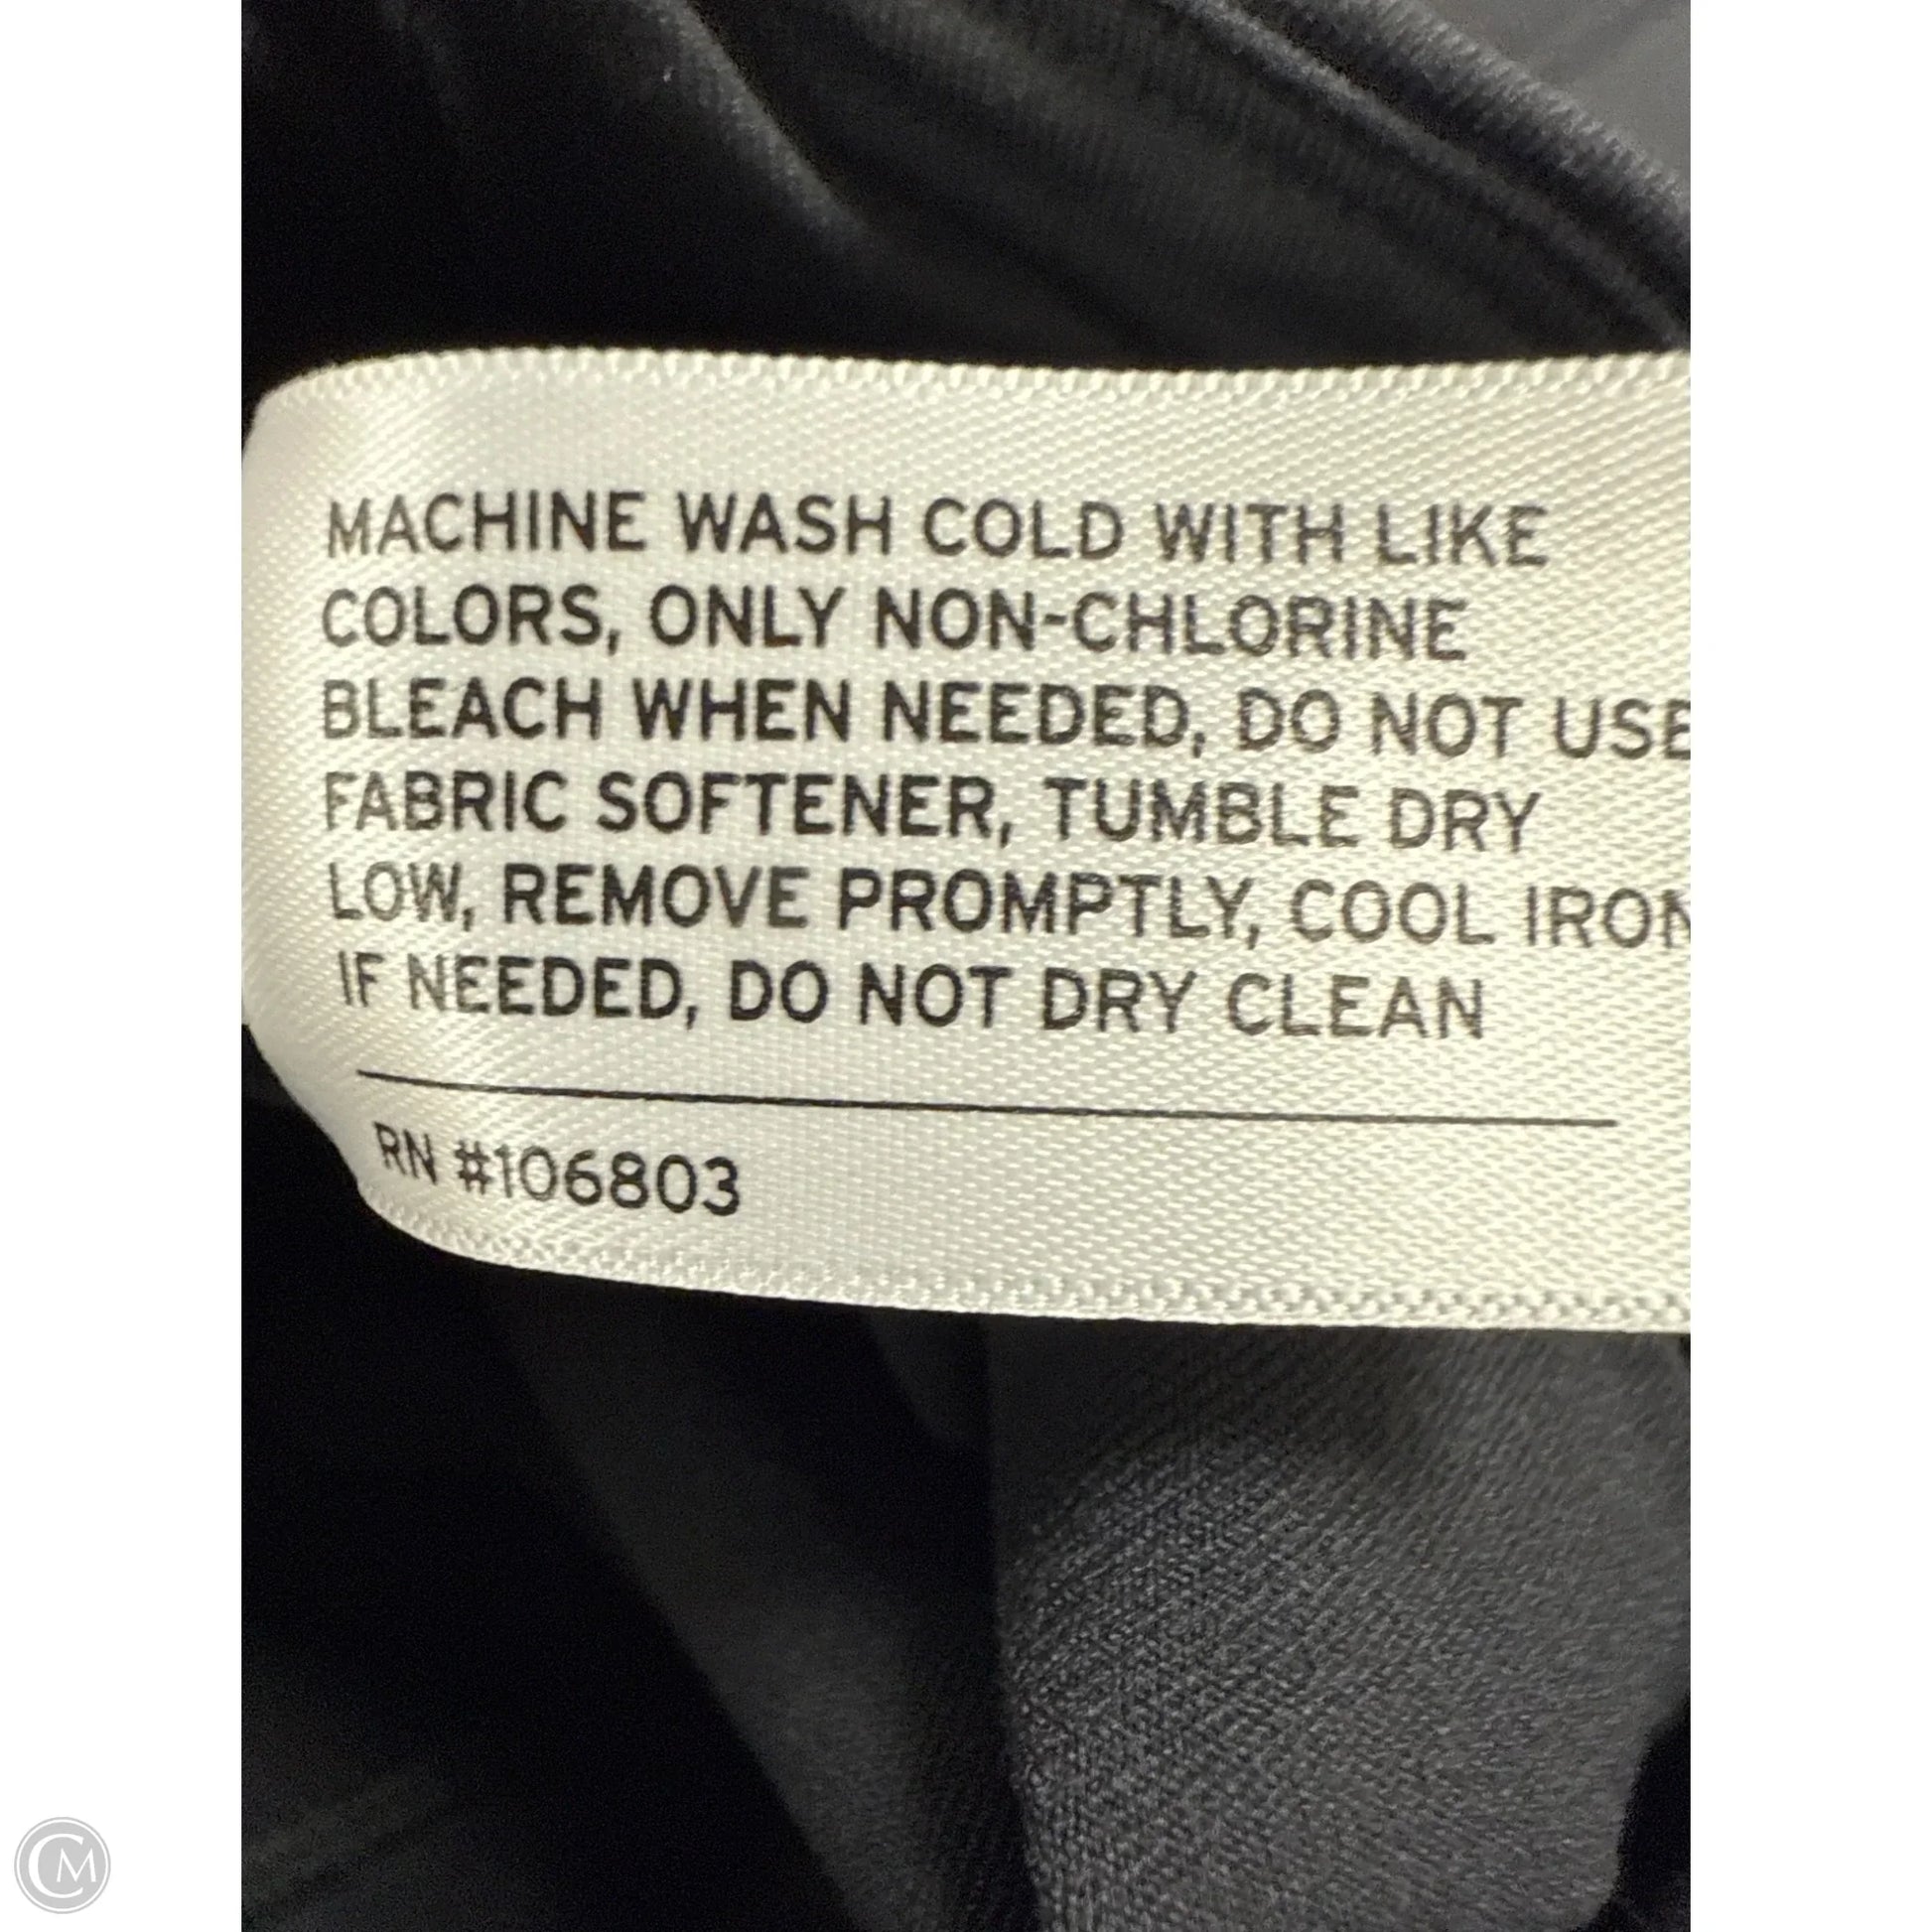 MACHINE WASH COLD WITH LIKE
COLORS, ONLY NON-CHLORINE
BLEACH WHEN NEEDED, DO NOT USE
FABRIC SOFTENER, TUMBLE DRY
LOW, REMOVE PROMPTLY, COOL IRON
IF NEEDED, DO NOT DRY CLEAN
RN #106803
CM